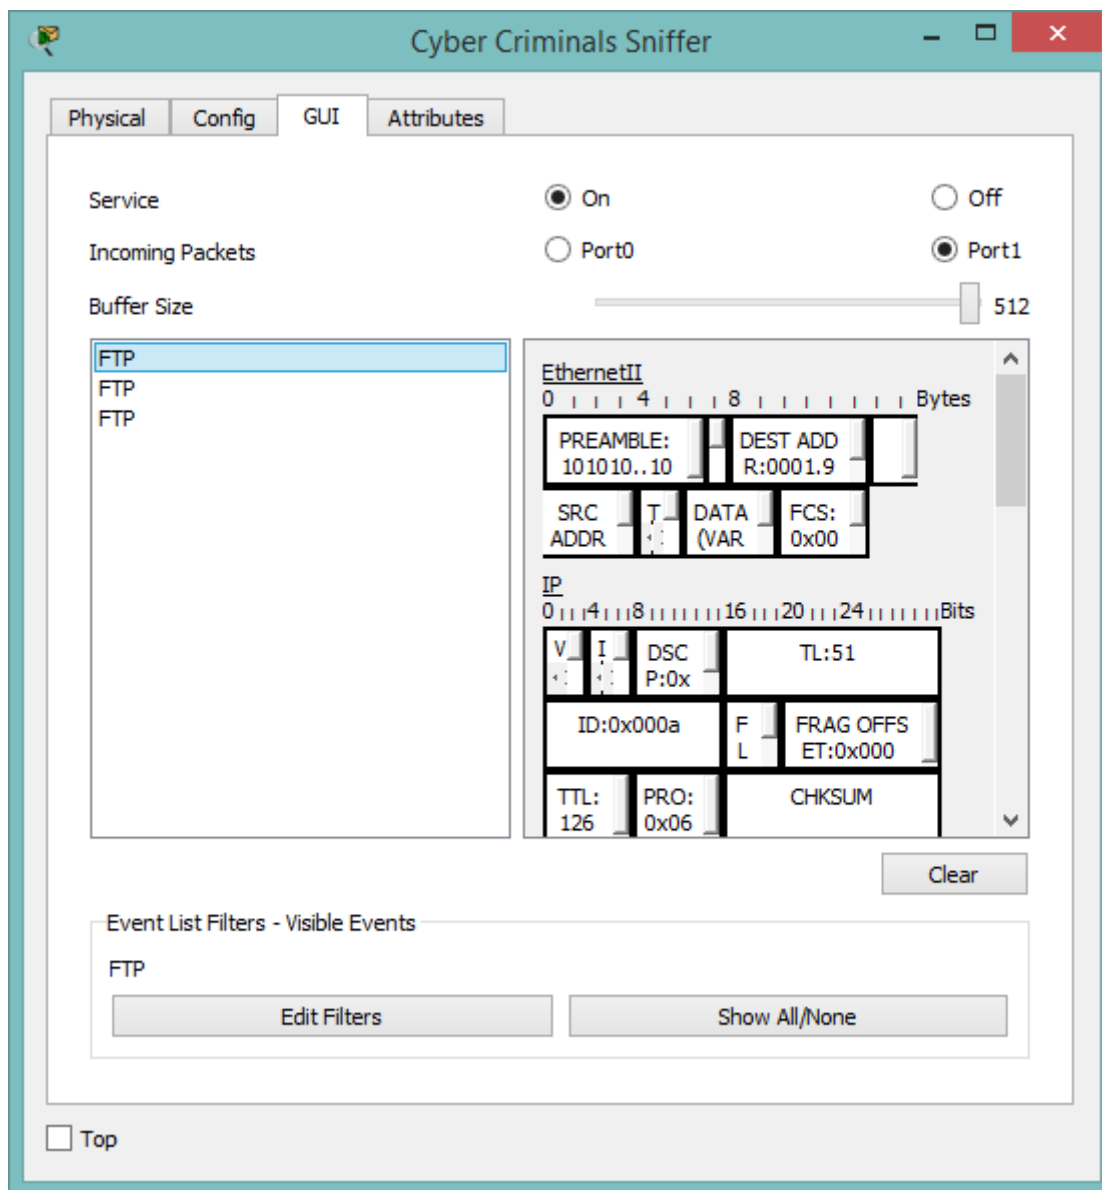 Cyber Criminals Sniffer
Physical Config GUI Attributes
Service On Off
Incoming Packets Port0 Port1
Buffer Size 512
FTP
FTP
FTP
EthernetII
0 4 8 Bytes
PREAMBLE: DEST ADD
101010..10 R:0001.9
SRC T DATA FCS:
ADDR (VAR 0x00
IP
0 4 8 16 20 24 Bits
V I DSC TL:51
P:0x
ID:0x000a F FRAG OFFS
L ET:0x000
TTL: PRO: CHKSUM
126 0x06
Clear
Event List Filters - Visible Events
FTP
Edit Filters Show All/None
Top